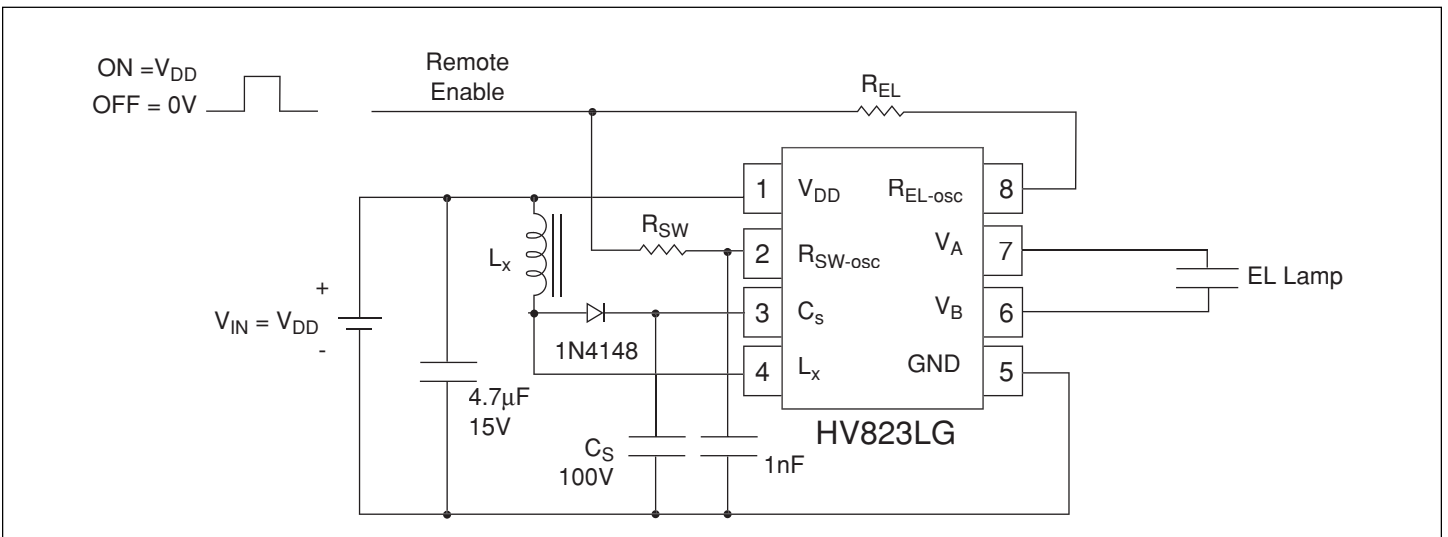 ON =VDD
OFF = 0V
Remote
Enable
REL
1
VDD
REL-osc
8
RSW
2
RSW-osc
VA
7
Lx
EL Lamp
+
VIN = VDD
-
3
Cs
VB
6
1N4148
4
Lx
GND
5
4.7μF
15V
HV823LG
CS
100V
1nF